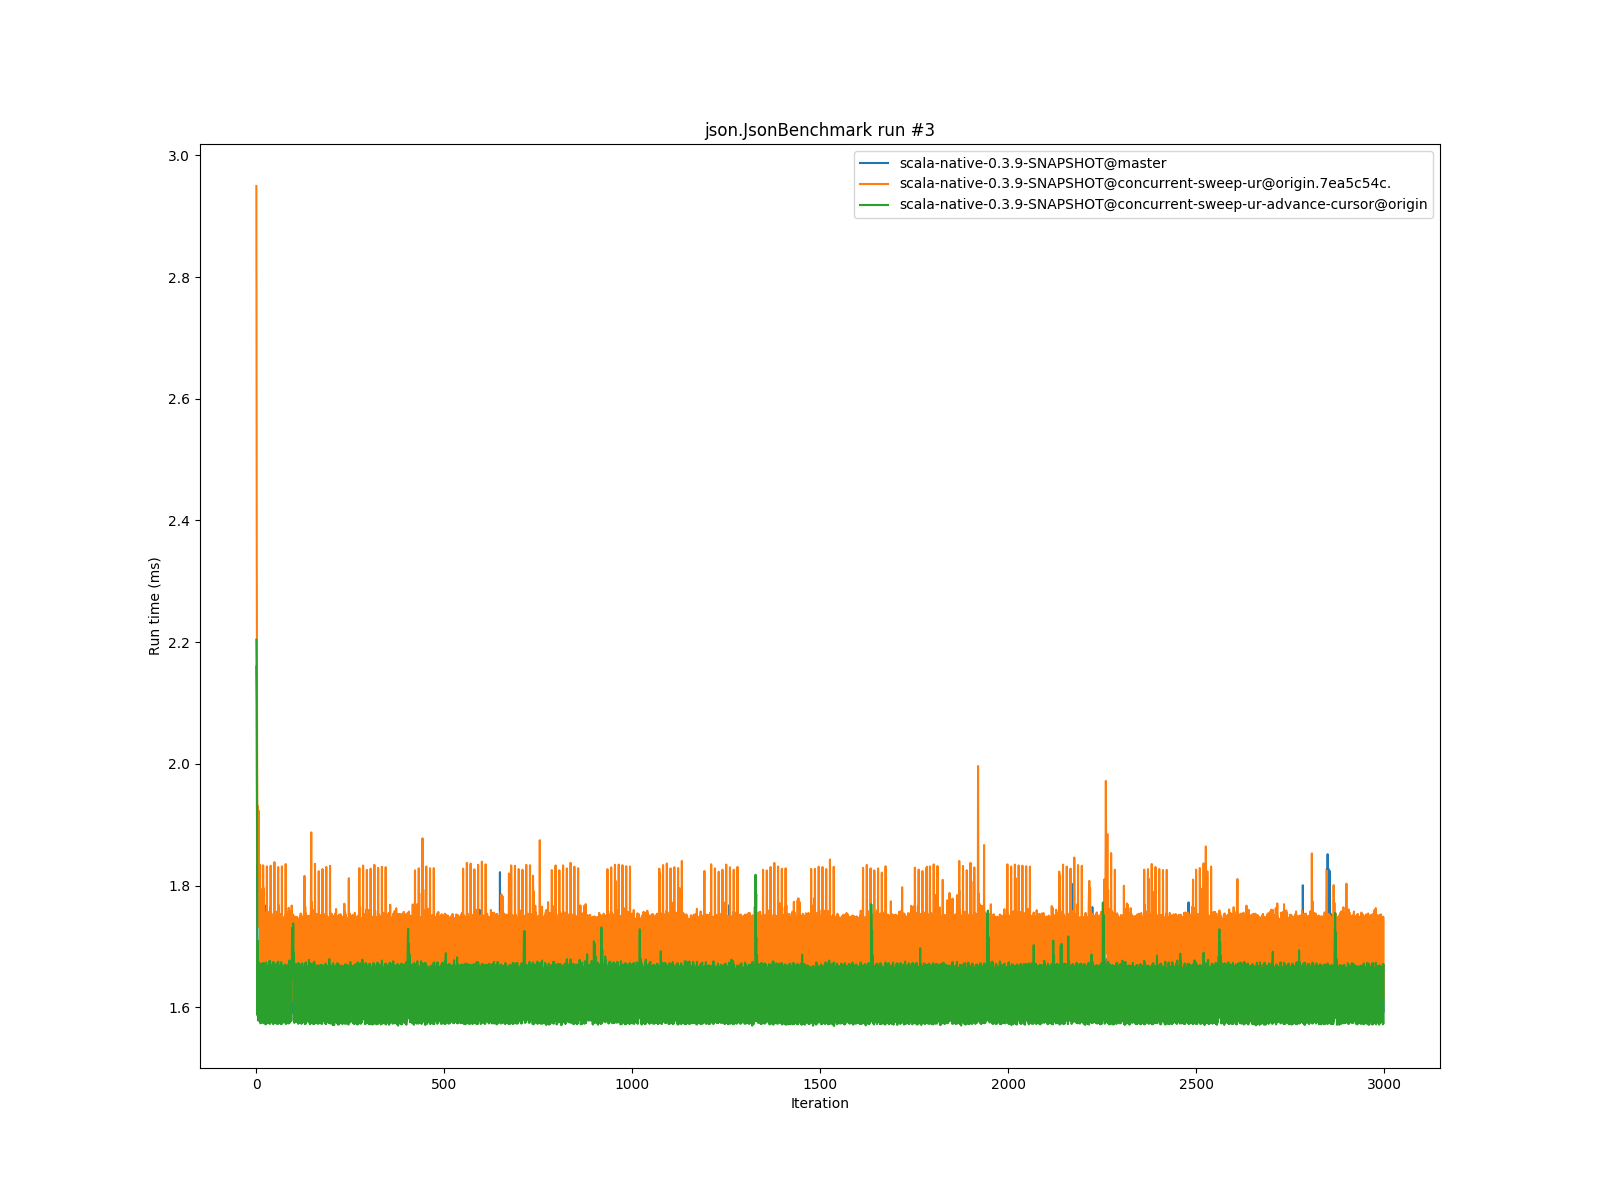 json.JsonBenchmark run #3
scala-native-0.3.9-SNAPSHOT@master
scala-native-0.3.9-SNAPSHOT@concurrent-sweep-ur@origin.7ea5c54c.
scala-native-0.3.9-SNAPSHOT@concurrent-sweep-ur-advance-cursor@origin
3.0
2.8
2.6
2.4
2.2
2.0
1.8
1.6
Run time (ms)
0 500 1000 1500 2000 2500 3000
Iteration